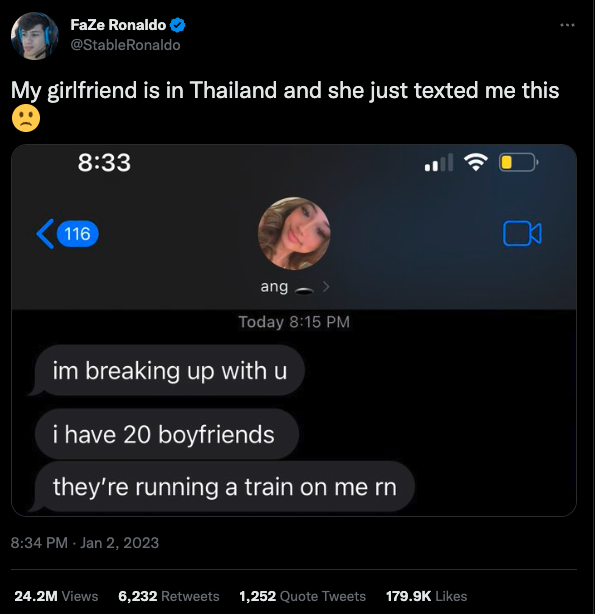 FaZe Ronaldo
@StableRonaldo
My girlfriend is in Thailand and she just texted me this
🙁
8:33
116
ang 🕳️ >
Today 8:15 PM
im breaking up with u
i have 20 boyfriends
they’re running a train on me rn
8:34 PM · Jan 2, 2023
24.2M Views 6,232 Retweets 1,252 Quote Tweets 179.9K Likes